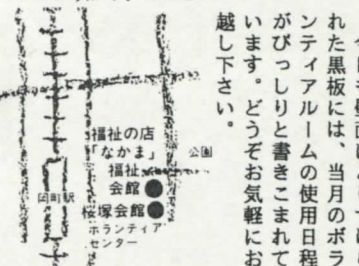 れた黒板には、当月のボラ
ンティアルームの使用日程
がびっしりと書きこまれて
います。どうぞお気軽にお
越し下さい。
福祉の店
「なかま」
公園
福祉
会館
岡町駅
桜塚会館
ボランティア
センター